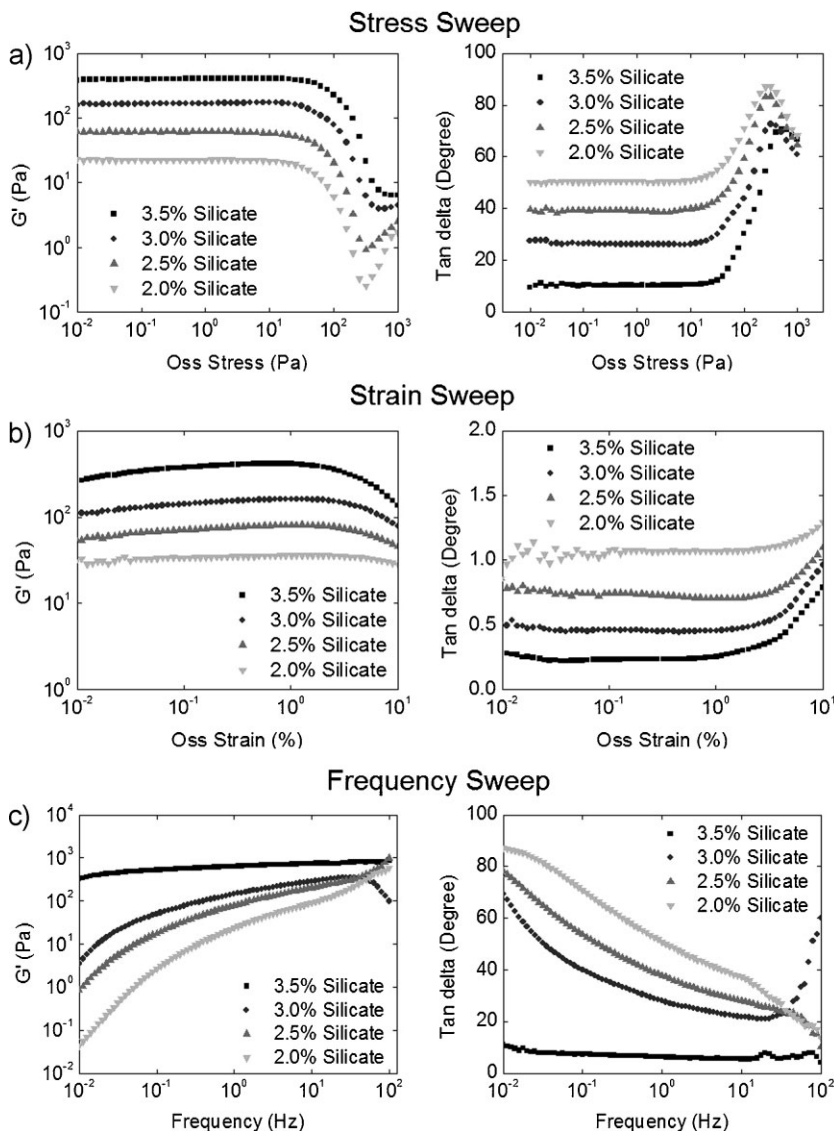 Stress Sweep
a)
10³
10²
10¹
10⁰
10⁻¹
G' (Pa)
3.5% Silicate
3.0% Silicate
2.5% Silicate
2.0% Silicate
10⁻² 10⁻¹ 10⁰ 10¹ 10² 10³
Oss Stress (Pa)
100
80
60
40
20
0
Tan delta (Degree)
3.5% Silicate
3.0% Silicate
2.5% Silicate
2.0% Silicate
10⁻² 10⁻¹ 10⁰ 10¹ 10² 10³
Oss Stress (Pa)
Strain Sweep
b)
10³
10²
10¹
10⁰
G' (Pa)
3.5% Silicate
3.0% Silicate
2.5% Silicate
2.0% Silicate
10⁻² 10⁻¹ 10⁰ 10¹
Oss Strain (%)
2.0
1.5
1.0
0.5
0.0
Tan delta (Degree)
3.5% Silicate
3.0% Silicate
2.5% Silicate
2.0% Silicate
10⁻² 10⁻¹ 10⁰ 10¹
Oss Strain (%)
Frequency Sweep
c)
10⁴
10³
10²
10¹
10⁰
10⁻¹
10⁻²
G' (Pa)
3.5% Silicate
3.0% Silicate
2.5% Silicate
2.0% Silicate
10⁻² 10⁻¹ 10⁰ 10¹ 10²
Frequency (Hz)
100
80
60
40
20
0
Tan delta (Degree)
3.5% Silicate
3.0% Silicate
2.5% Silicate
2.0% Silicate
10⁻² 10⁻¹ 10⁰ 10¹ 10²
Frequency (Hz)